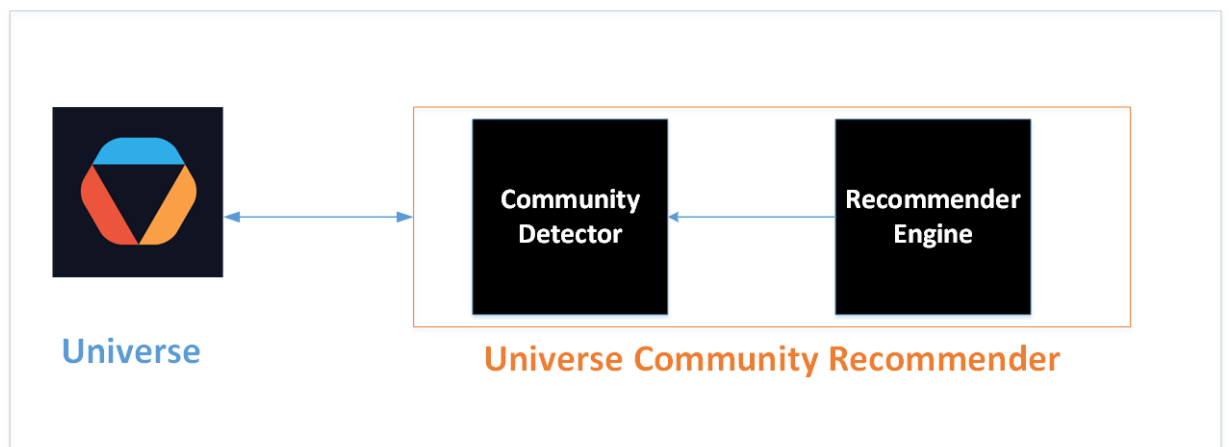 Community
Detector
Recommender
Engine
Universe
Universe Community Recommender